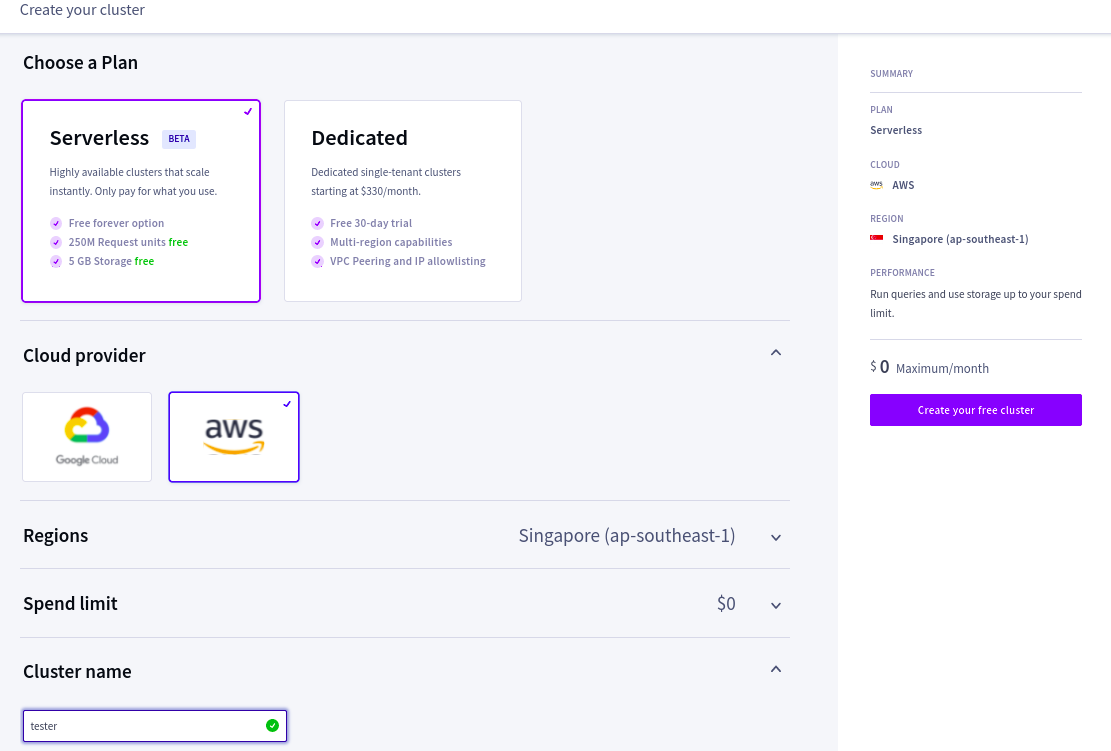 Create your cluster
Choose a Plan
Serverless BETA
Highly available clusters that scale
instantly. Only pay for what you use.
Free forever option
250M Request units free
5 GB Storage free
Dedicated
Dedicated single-tenant clusters
starting at $330/month.
Free 30-day trial
Multi-region capabilities
VPC Peering and IP allowlisting
Cloud provider
Google Cloud
aws
Regions Singapore (ap-southeast-1)
Spend limit $0
Cluster name
tester
SUMMARY
PLAN
Serverless
CLOUD
aws AWS
REGION
Singapore (ap-southeast-1)
PERFORMANCE
Run queries and use storage up to your spend
limit.
$ 0 Maximum/month
Create your free cluster